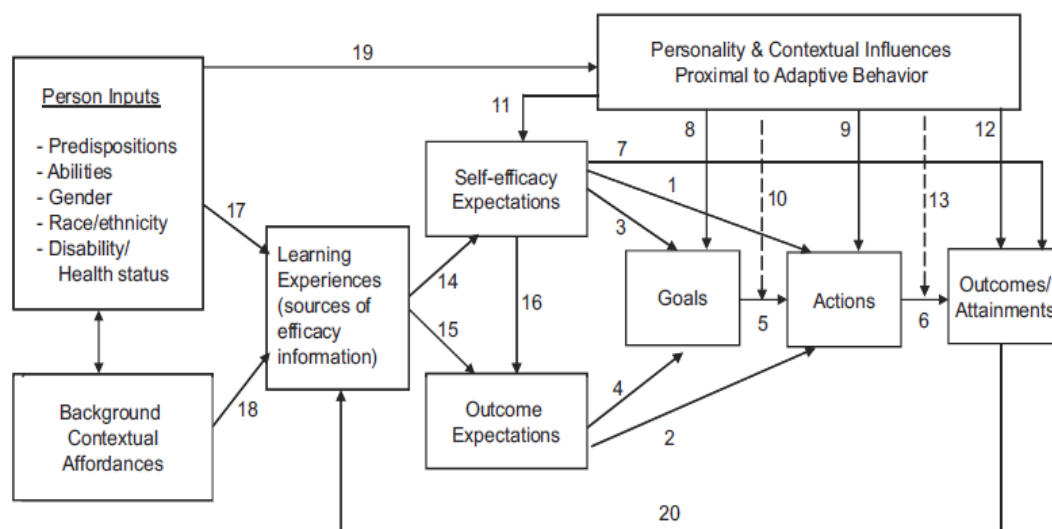 19
Personality & Contextual Influences
Proximal to Adaptive Behavior
Person Inputs
- Predispositions
- Abilities
- Gender
- Race/ethnicity
- Disability/
Health status
11
8
9
12
7
Self-efficacy
Expectations
1
10
13
3
17
Learning
Experiences
(sources of
efficacy
information)
14
15
16
Goals
5
Actions
6
Outcomes/
Attainments
18
Background
Contextual
Affordances
Outcome
Expectations
4
2
20